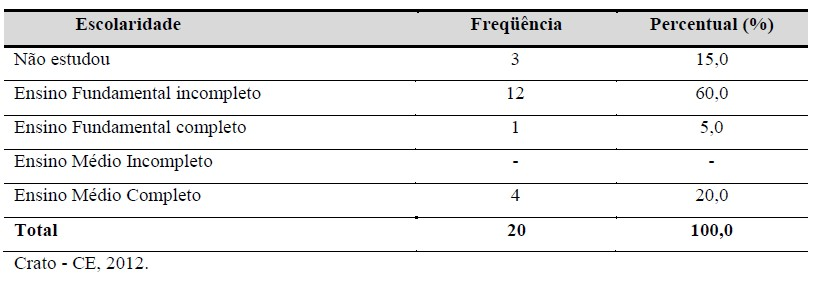 Escolaridade Freqüência Percentual (%)
Não estudou 3 15,0
Ensino Fundamental incompleto 12 60,0
Ensino Fundamental completo 1 5,0
Ensino Médio Incompleto - -
Ensino Médio Completo 4 20,0
Total 20 100,0
Crato - CE, 2012.